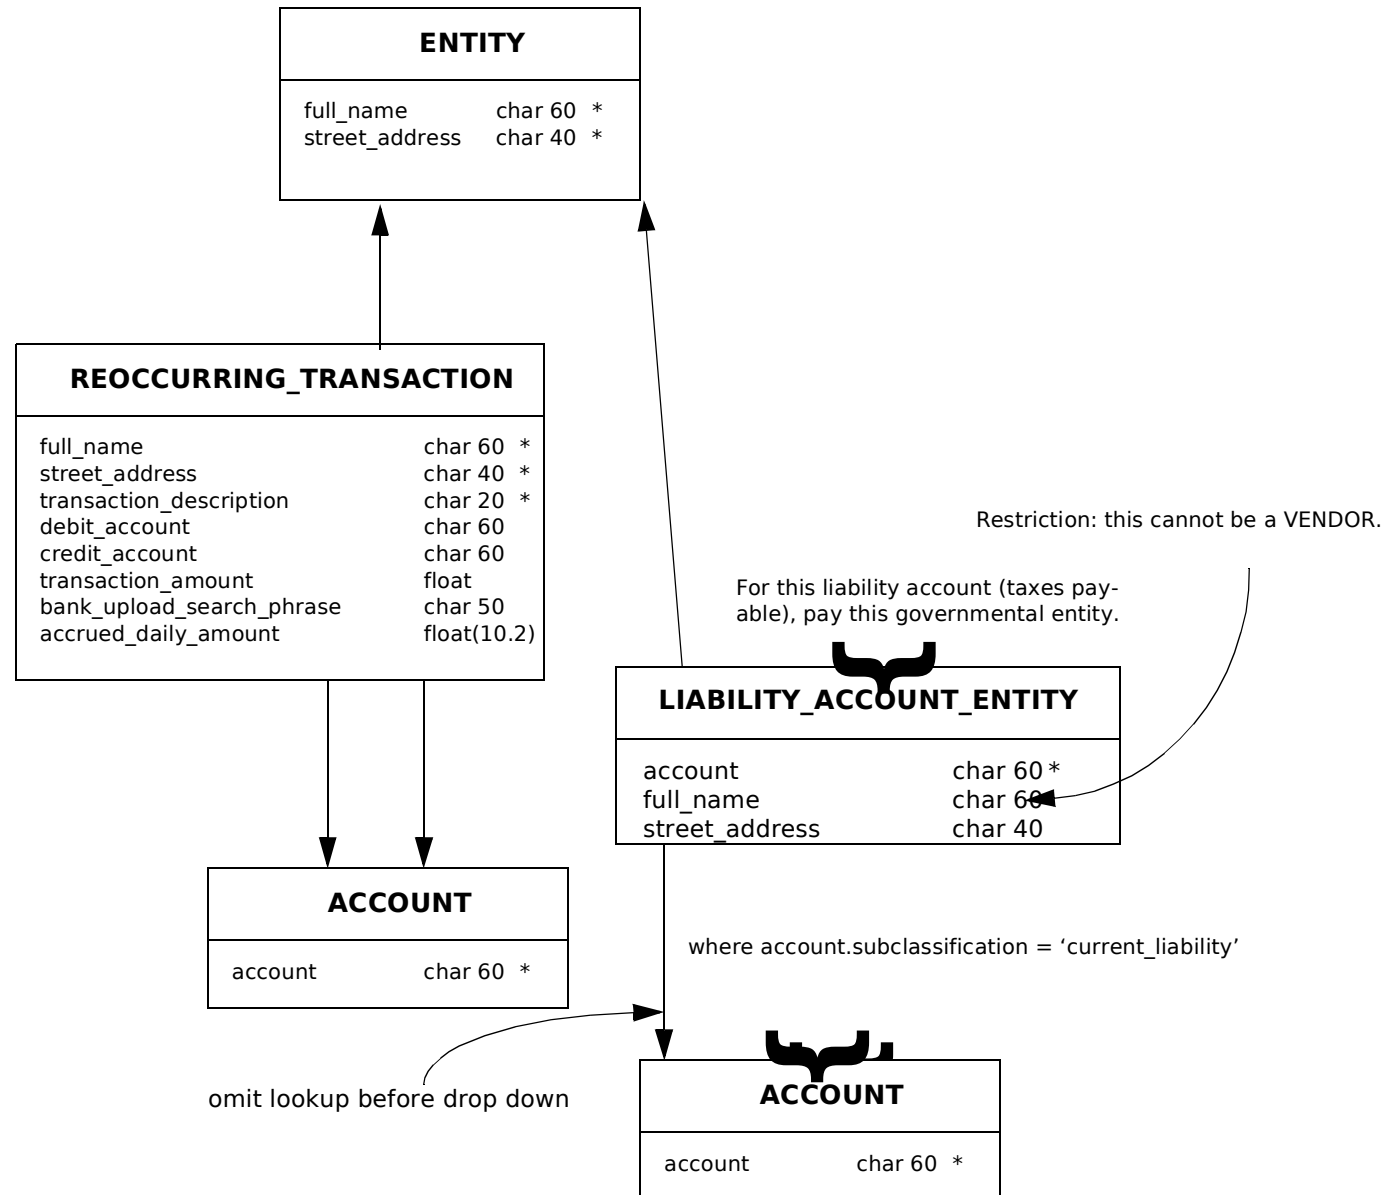 ENTITY
full_name char 60 *
street_address char 40 *
REOCCURRING_TRANSACTION
full_name char 60 *
street_address char 40 *
transaction_description char 20 *
debit_account char 60
credit_account char 60
transaction_amount float
bank_upload_search_phrase char 50
accrued_daily_amount float(10.2)
Restriction: this cannot be a VENDOR.
For this liability account (taxes pay-
able), pay this governmental entity.
}
LIABILITY_ACCOUNT_ENTITY
account char 60 *
full_name char 60
street_address char 40
ACCOUNT
account char 60 *
where account.subclassification = ‘current_liability’
omit lookup before drop down
}
ACCOUNT
account char 60 *